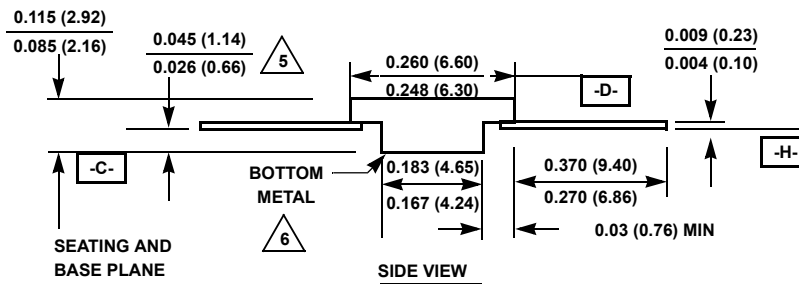 0.115 (2.92)
0.085 (2.16)
0.045 (1.14)
0.026 (0.66)
5
0.260 (6.60)
0.248 (6.30)
-D-
0.009 (0.23)
0.004 (0.10)
-H-
-C-
BOTTOM
METAL
6
0.183 (4.65)
0.167 (4.24)
0.370 (9.40)
0.270 (6.86)
0.03 (0.76) MIN
SEATING AND
BASE PLANE
SIDE VIEW